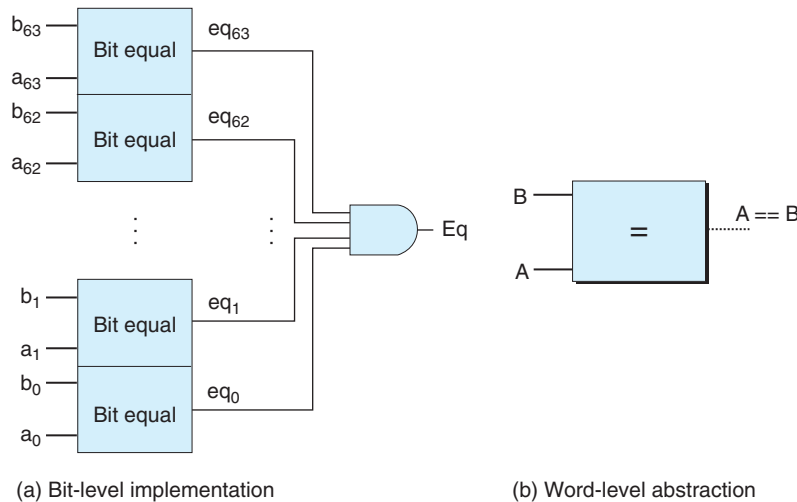 b63
Bit equal
eq63
a63
b62
Bit equal
eq62
a62
Eq
b1
Bit equal
eq1
a1
b0
Bit equal
eq0
a0
B
=
A == B
A
(a) Bit-level implementation
(b) Word-level abstraction